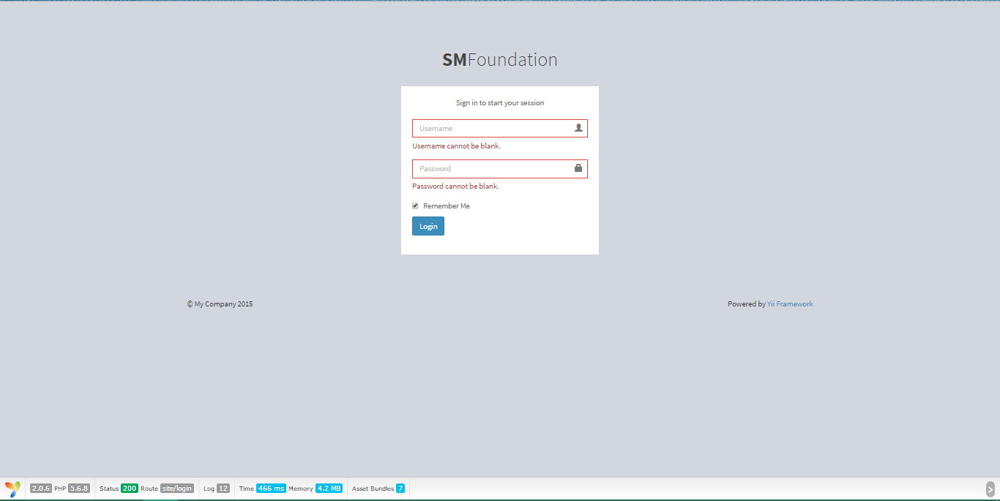 SMFoundation
Sign in to start your session
Username
Username cannot be blank.
Password
Password cannot be blank.
Remember Me
Login
© My Company 2015 Powered by Yii Framework
2.0.6 PHP 5.6.8 Status 200 Route site/login Log 12 Time 466 ms Memory 4.2 MB Asset Bundles 7